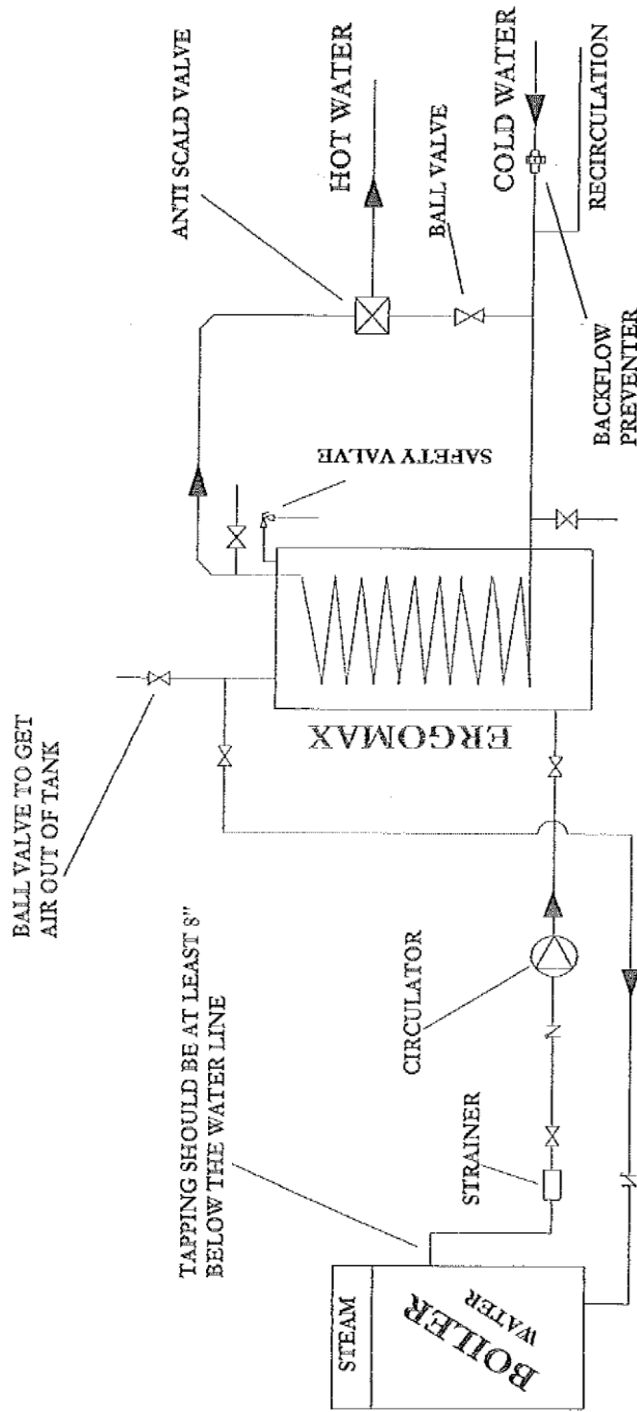 BALL VALVE TO GET
AIR OUT OF TANK
TAPPING SHOULD BE AT LEAST 8"
BELOW THE WATER LINE
ANTI SCALD VALVE
HOT WATER
SAFETY VALVE
BALL VALVE
COLD WATER
RECIRCULATION
BACKFLOW
PREVENTER
ERGOMAX
CIRCULATOR
STRAINER
STEAM
BOILER
WATER